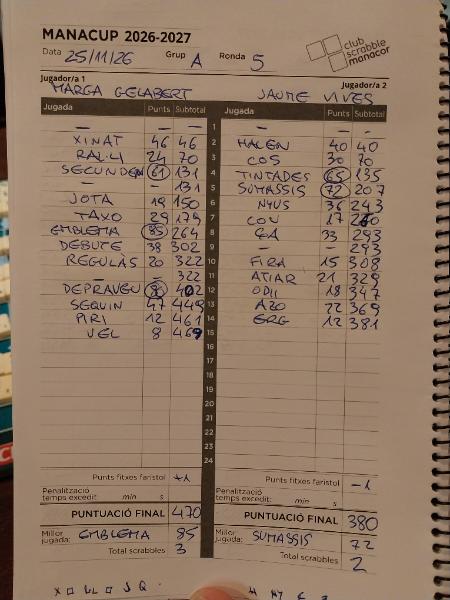 MANACUP 2026-2027
Data 25/11/26 Grup A Ronda 5
club scrabble manacor
Jugador/a 1 Jugador/a 2
MARGA GELABERT JAUME VIVES
Jugada Punts Subtotal Jugada Punts Subtotal
— — 1 — —
XINAT 46 46 2 HALEN 40 40
RAL·LI 24 70 3 COS 30 70
SECUNDEN 61 131 4 TINTADES 65 135
— 131 5 SUMASSIS 72 207
JOTA 19 150 6 NYUS 36 243
TAXO 29 179 7 COU 17 260
EMBLEMA 85 264 8 GA 33 293
DEBUTE 38 302 9 — — 293
REGULÀS 20 322 10 FIRA 15 308
— 322 11 ATIAR 21 329
DEPRAVEU 80 402 12 ODII 18 347
SEQUIN 47 449 13 AZO 22 369
PIRI 12 461 14 ERG 12 381
VEL 8 469 15
16
17
18
19
20
21
22
23
24
Punts fitxes faristol +1 Punts fitxes faristol -1
Penalització temps excedit: min s Penalització temps excedit: min s
PUNTUACIÓ FINAL 470 PUNTUACIÓ FINAL 380
Millor jugada: EMBLEMA 85 Millor jugada: SUMASSIS 72
Total scrabbles 3 Total scrabbles 2